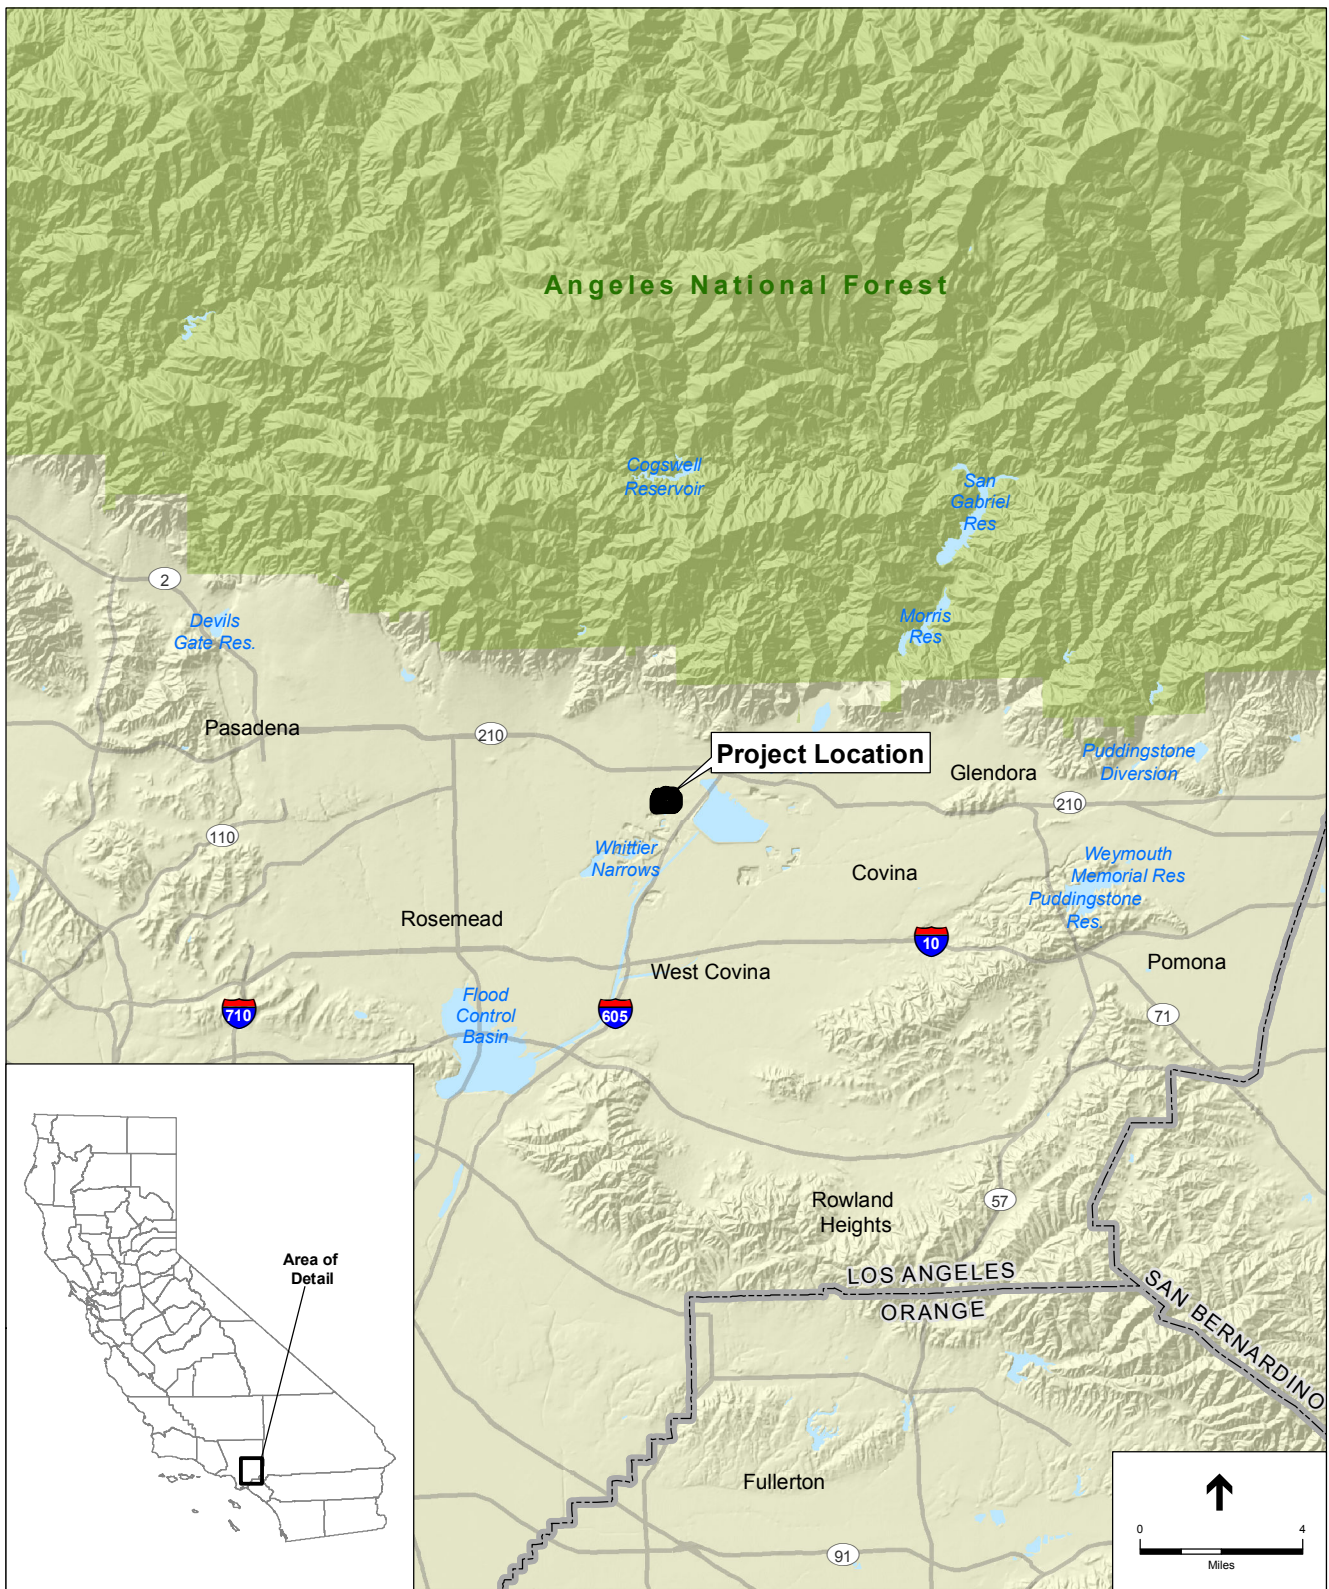 Angeles National Forest
Cogswell
Reservoir
San
Gabriel
Res
2
Devils
Gate Res.
Morris
Res
Pasadena
210
Project Location
Puddingstone
Diversion
Glendora
210
110
Whittier
Narrows
Covina
Weymouth
Memorial Res
Puddingstone
Res.
Rosemead
10
West Covina
Pomona
Flood
Control
Basin
710
605
71
Rowland
Heights
57
Area of
Detail
LOS ANGELES
ORANGE
SAN BERNARDINO
Fullerton
91
0 4
Miles